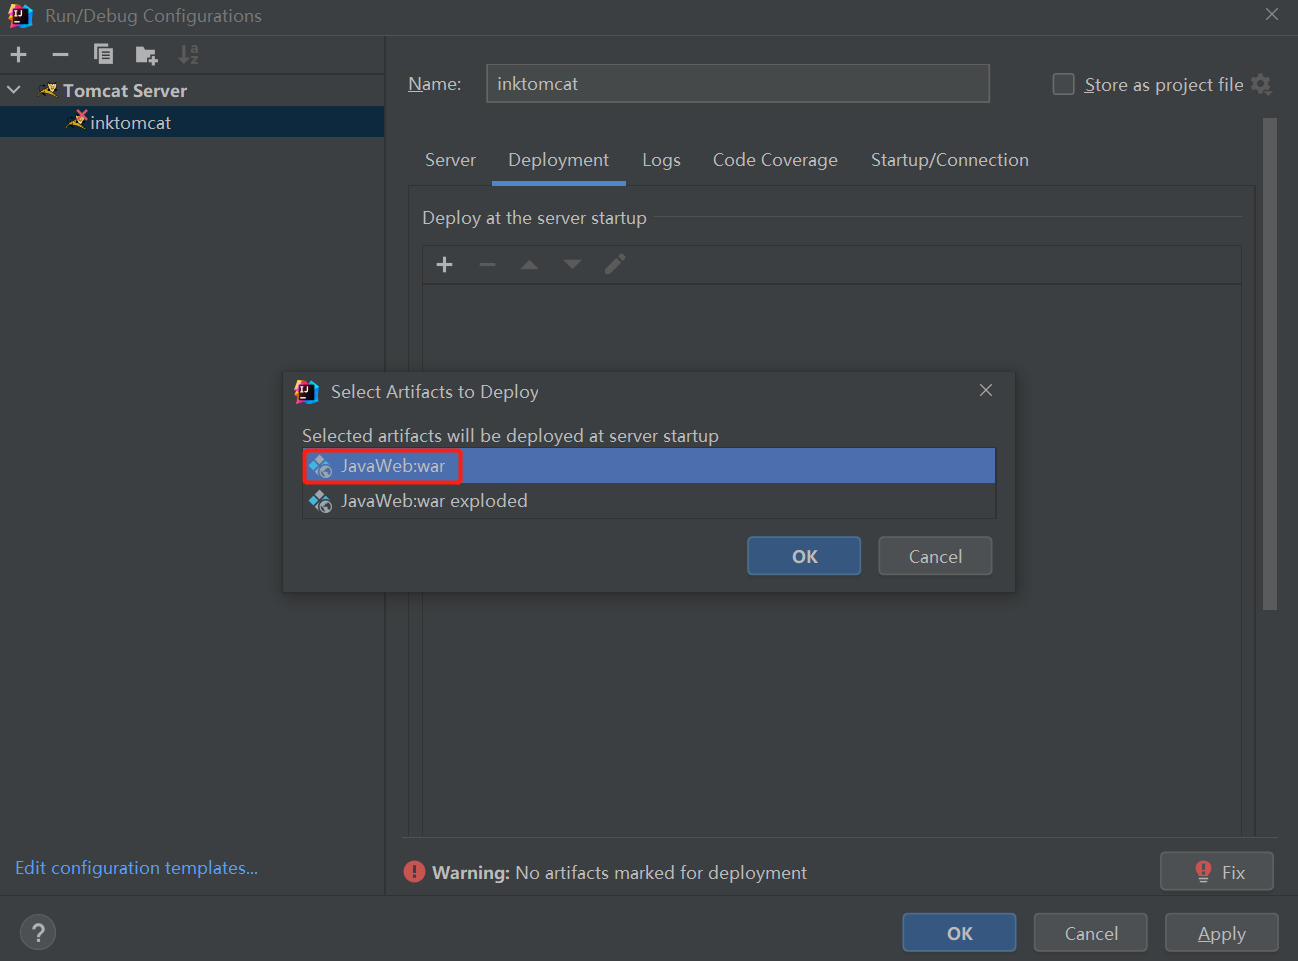 Run/Debug Configurations
Tomcat Server
inktomcat
Name:
inktomcat
Store as project file
Server
Deployment
Logs
Code Coverage
Startup/Connection
Deploy at the server startup
Select Artifacts to Deploy
Selected artifacts will be deployed at server startup
JavaWeb:war
JavaWeb:war exploded
OK
Cancel
Edit configuration templates...
Warning: No artifacts marked for deployment
Fix
?
OK
Cancel
Apply